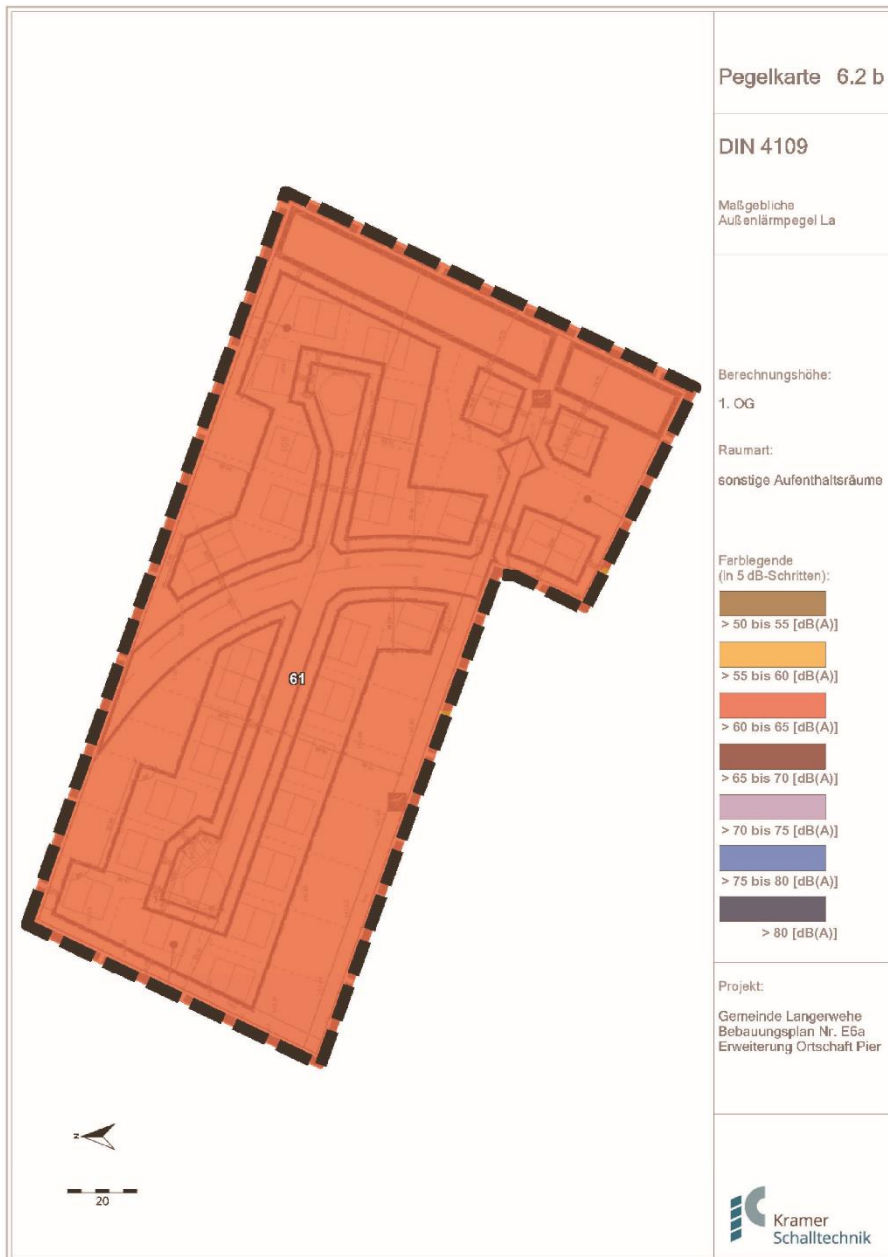 Pegelkarte 6.2 b
DIN 4109
Maßgebliche
Außenlärmpegel La
Berechnungshöhe:
1. OG
Raumart:
sonstige Aufenthaltsräume
Farblegende
(in 5 dB-Schritten):
> 50 bis 55 [dB(A)]
> 55 bis 60 [dB(A)]
> 60 bis 65 [dB(A)]
> 65 bis 70 [dB(A)]
> 70 bis 75 [dB(A)]
> 75 bis 80 [dB(A)]
> 80 [dB(A)]
Projekt:
Gemeinde Langerwehe
Bebauungsplan Nr. E6a
Erweiterung Ortschaft Pier
Kramer
Schalltechnik
61
N
20